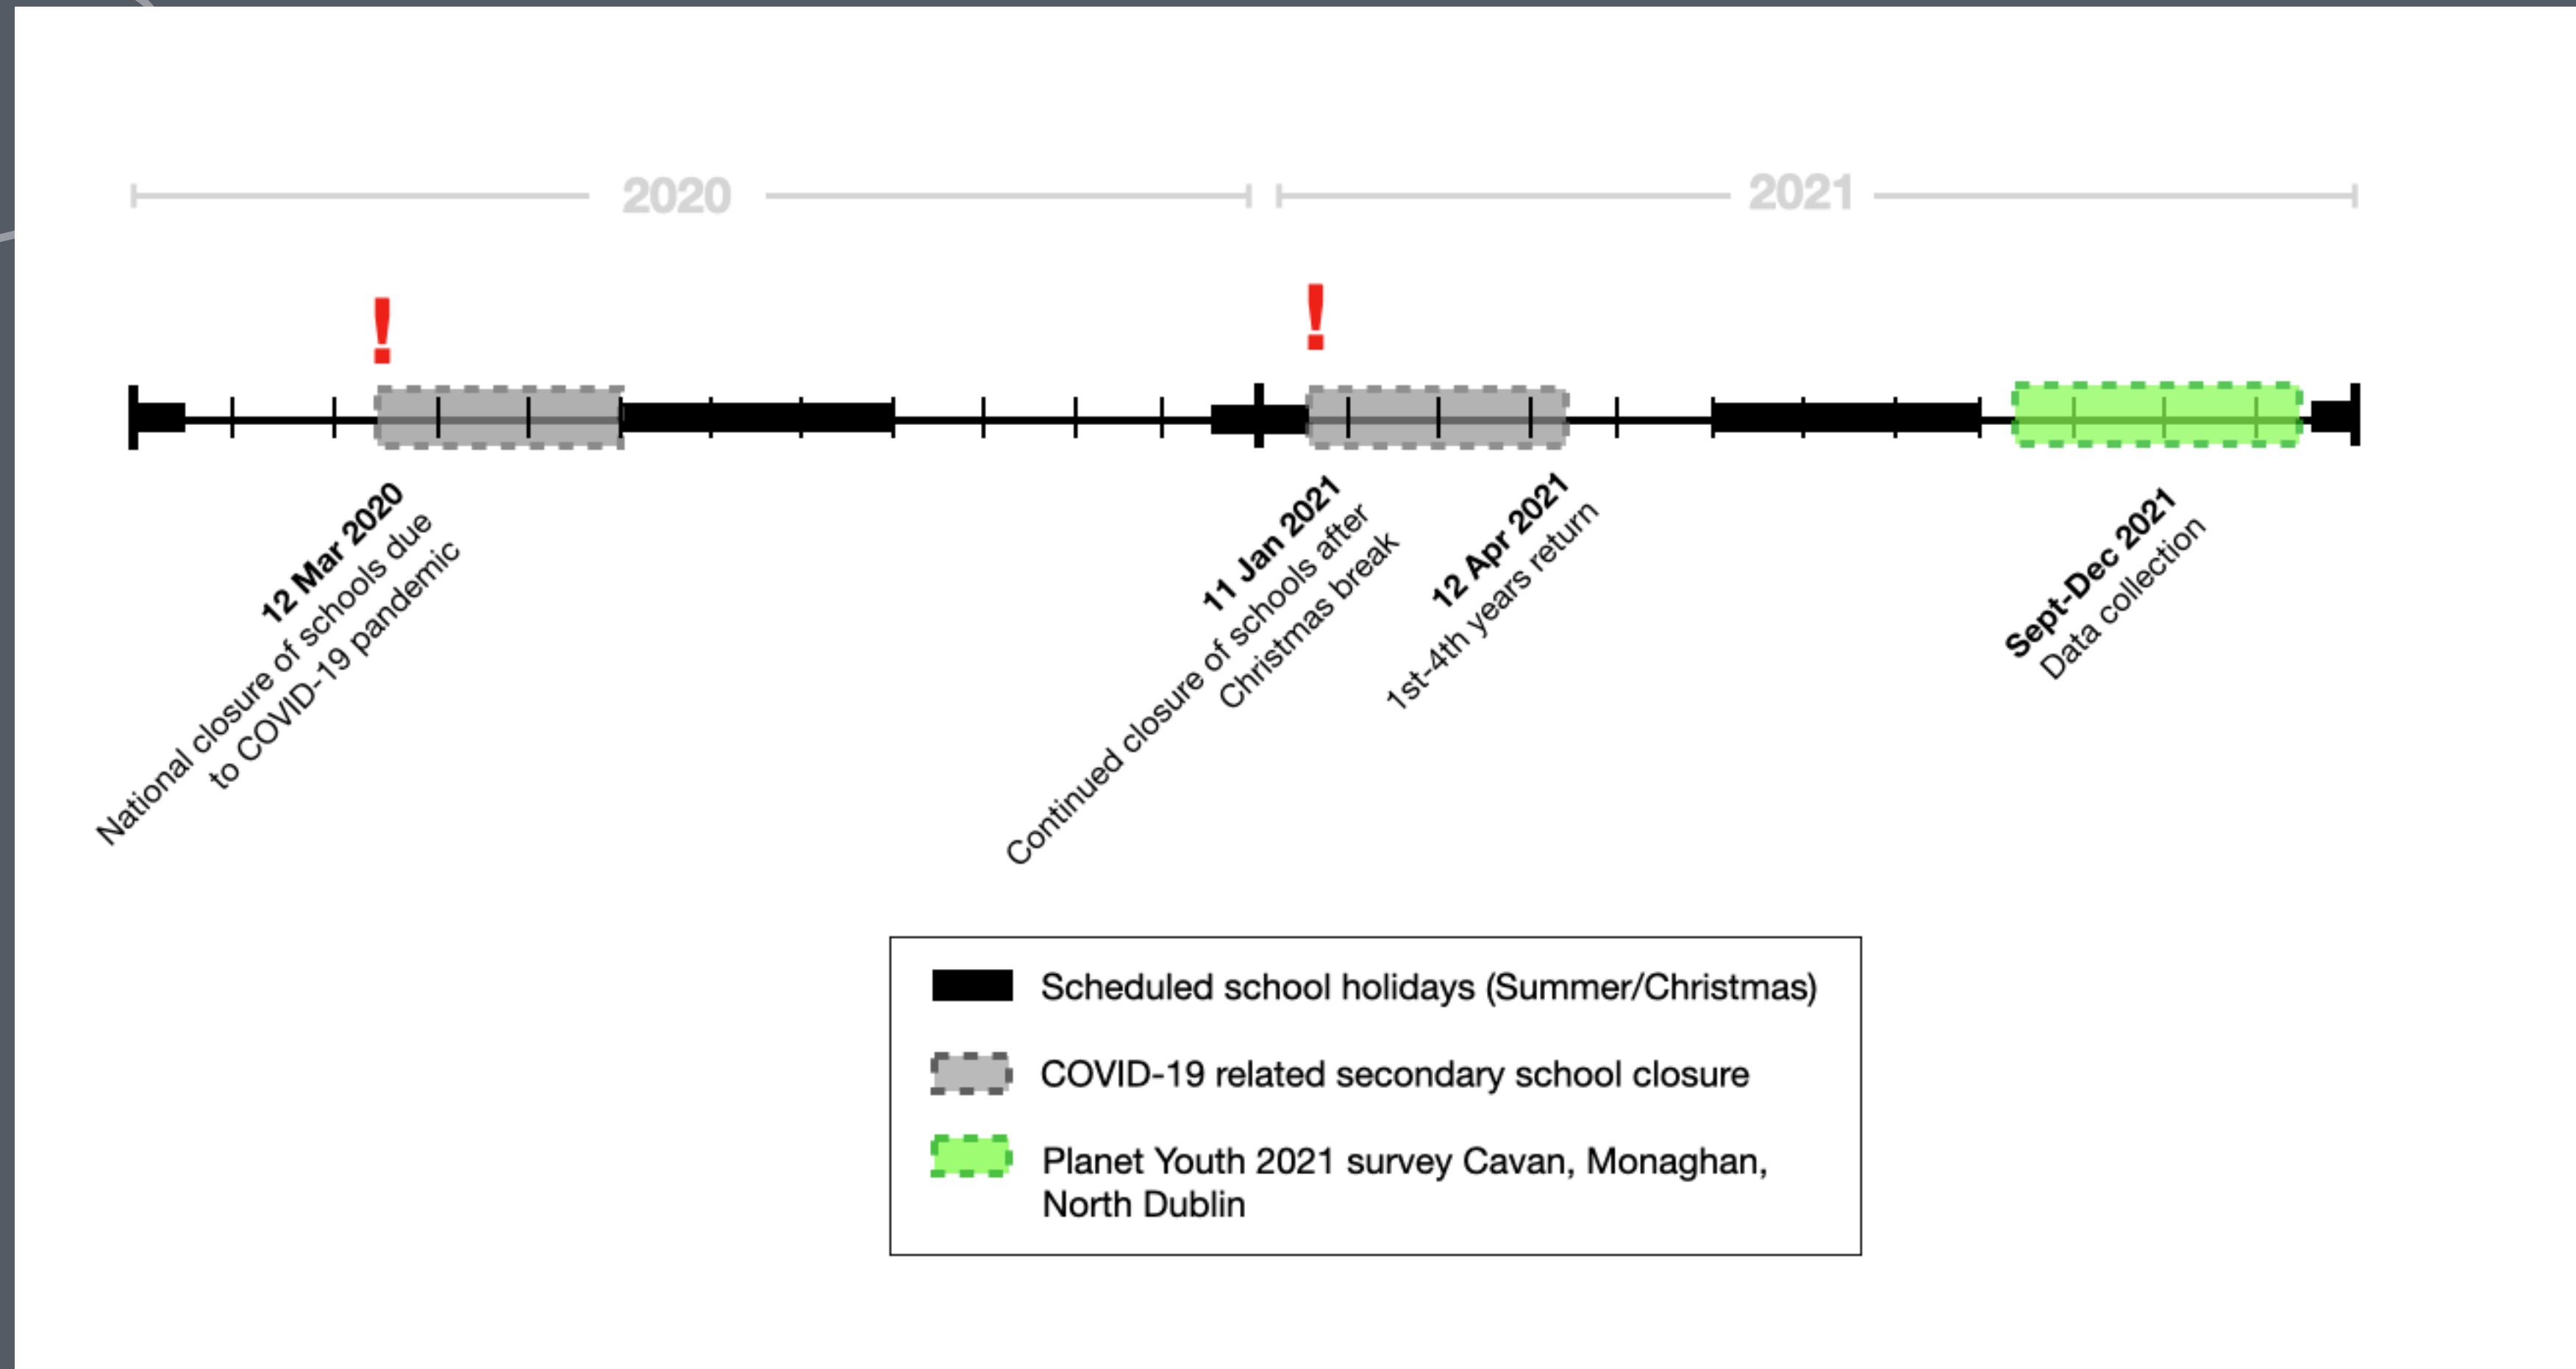 2020
2021
!
!
12 Mar 2020
National closure of schools due
to COVID-19 pandemic
11 Jan 2021
Continued closure of schools after
Christmas break
12 Apr 2021
1st-4th years return
Sept-Dec 2021
Data collection
Scheduled school holidays (Summer/Christmas)
COVID-19 related secondary school closure
Planet Youth 2021 survey Cavan, Monaghan,
North Dublin